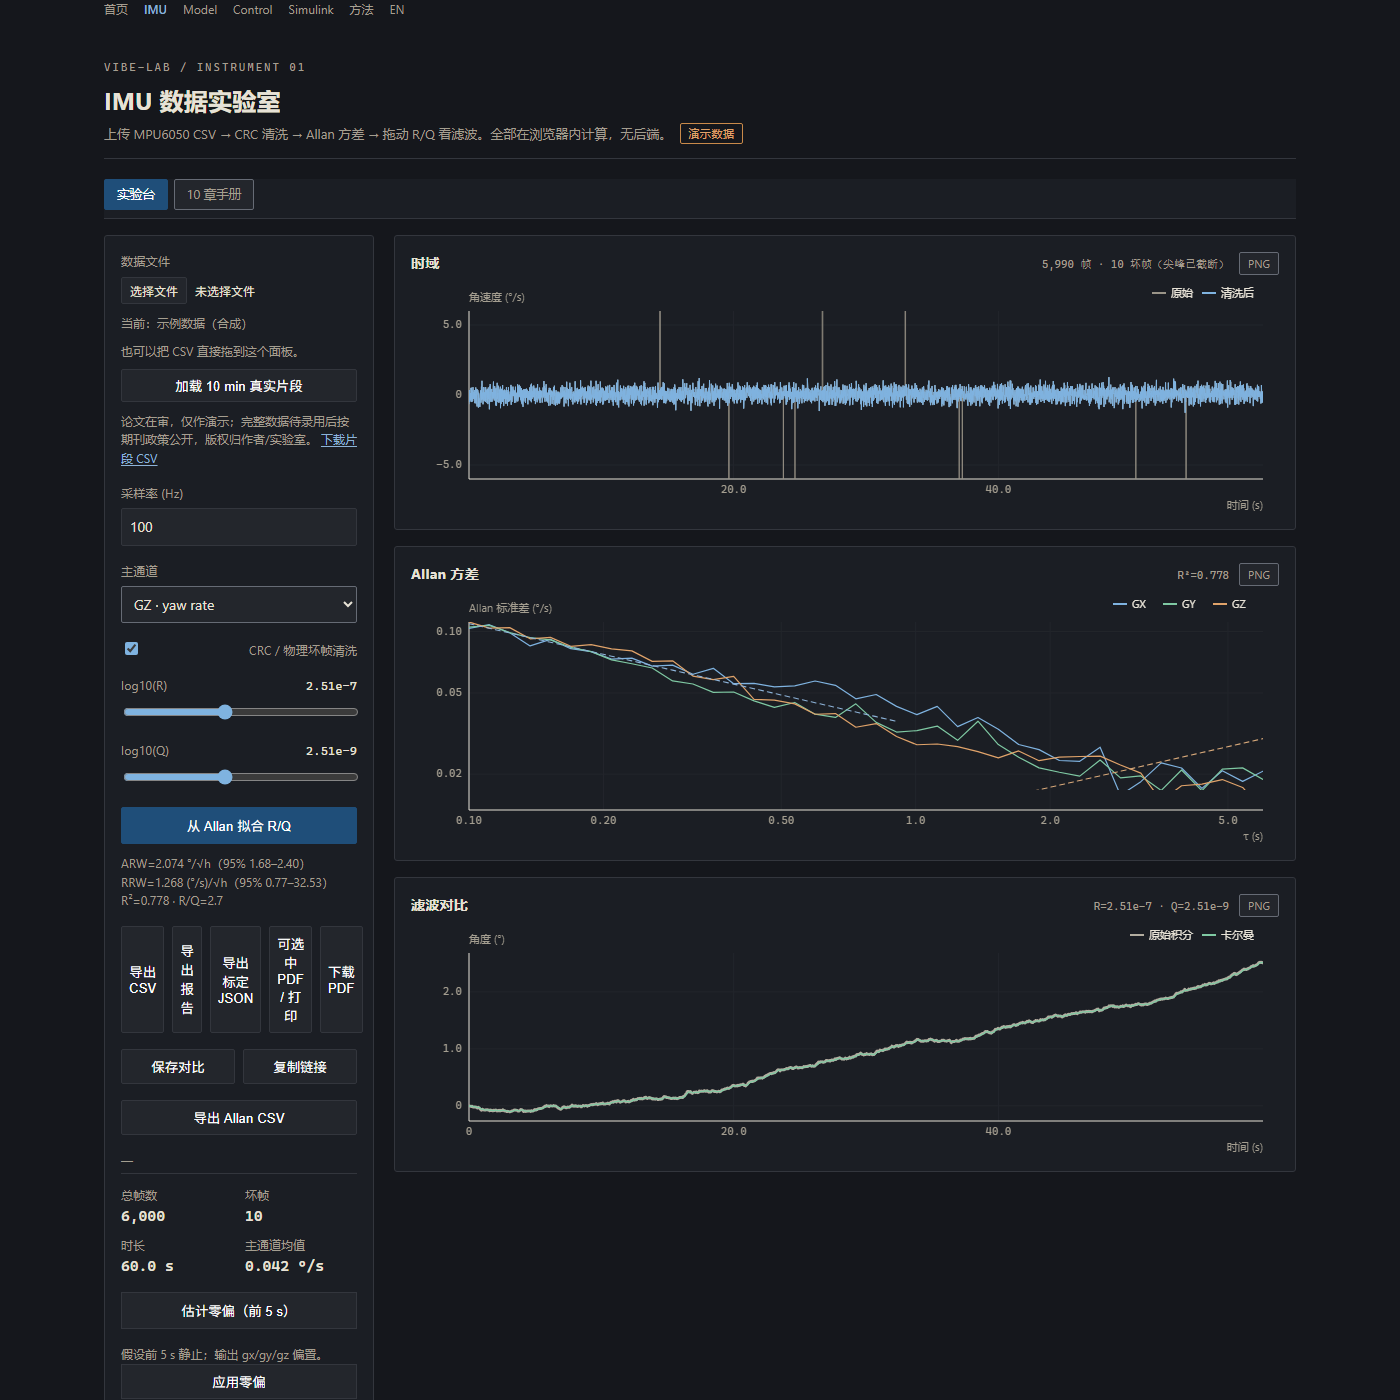 首页 IMU Model Control Simulink 方法 EN
VIBE-LAB / INSTRUMENT 01
IMU 数据实验室
上传 MPU6050 CSV → CRC 清洗 → Allan 方差 → 拖动 R/Q 看滤波。全部在浏览器内计算，无后端。 演示数据
实验台 10 章手册
数据文件
选择文件 未选择文件
当前：示例数据（合成）
也可以把 CSV 直接拖到这个面板。
加载 10 min 真实片段
论文在审，仅作演示；完整数据待录用后按
期刊政策公开，版权归作者/实验室。 下载片
段 CSV
采样率 (Hz)
100
主通道
GZ · yaw rate
CRC / 物理坏帧清洗
log10(R) 2.51e-7
log10(Q) 2.51e-9
从 Allan 拟合 R/Q
ARW=2.074 °/√h（95% 1.68–2.40）
RRW=1.268 (°/s)/√h（95% 0.77–32.53）
R²=0.778 · R/Q=2.7
导出
CSV
导
出
报
告
导出
标定
JSON
可选
中
PDF
/ 打
印
下载
PDF
保存对比 复制链接
导出 Allan CSV
—
总帧数 坏帧
6,000 10
时长 主通道均值
60.0 s 0.042 °/s
估计零偏（前 5 s）
假设前 5 s 静止；输出 gx/gy/gz 偏置。
应用零偏
时域 5,990 帧 · 10 坏帧（尖峰已截断） PNG
角速度 (°/s) 原始 清洗后
5.0
0
−5.0
20.0 40.0
时间 (s)
Allan 方差 R²=0.778 PNG
Allan 标准差 (°/s) GX GY GZ
0.10
0.05
0.02
0.10 0.20 0.50 1.0 2.0 5.0
τ (s)
滤波对比 R=2.51e-7 · Q=2.51e-9 PNG
角度 (°) 原始积分 卡尔曼
2.0
1.0
0
0 20.0 40.0
时间 (s)